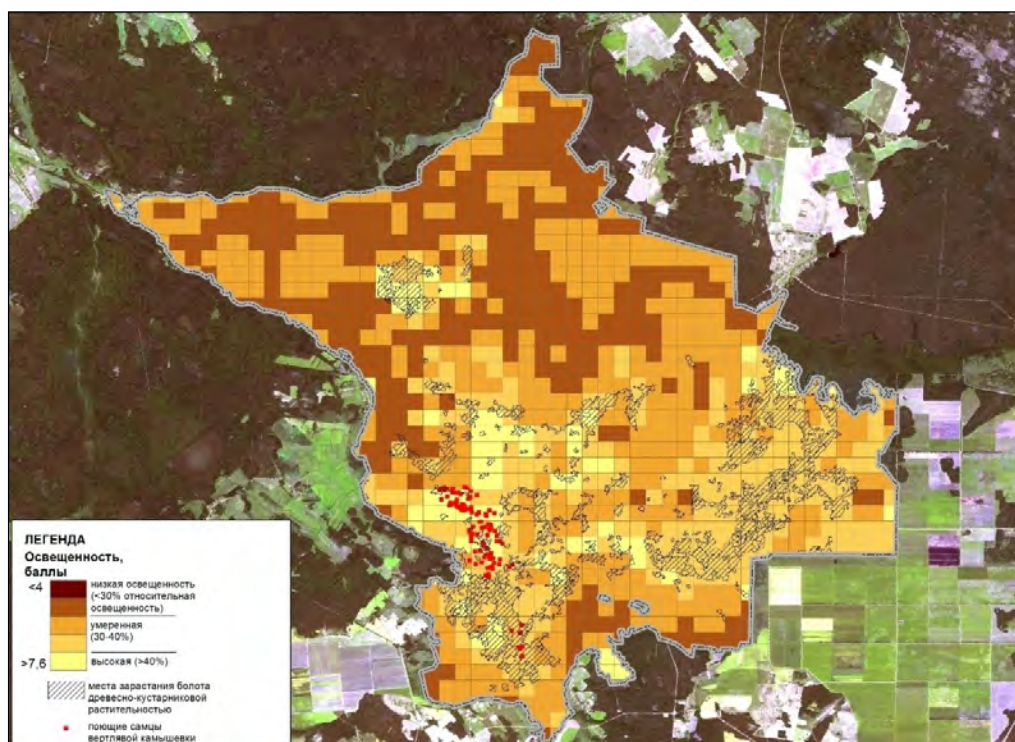 ЛЕГЕНДА
Освещенность,
баллы
<4
низкая освещенность
(<30% относительная
освещенность)
умеренная
(30-40%)
>7,6
высокая (>40%)
места зарастания болота
древесно-кустарниковой
растительностью
поющие самцы
вертлявой камышевки